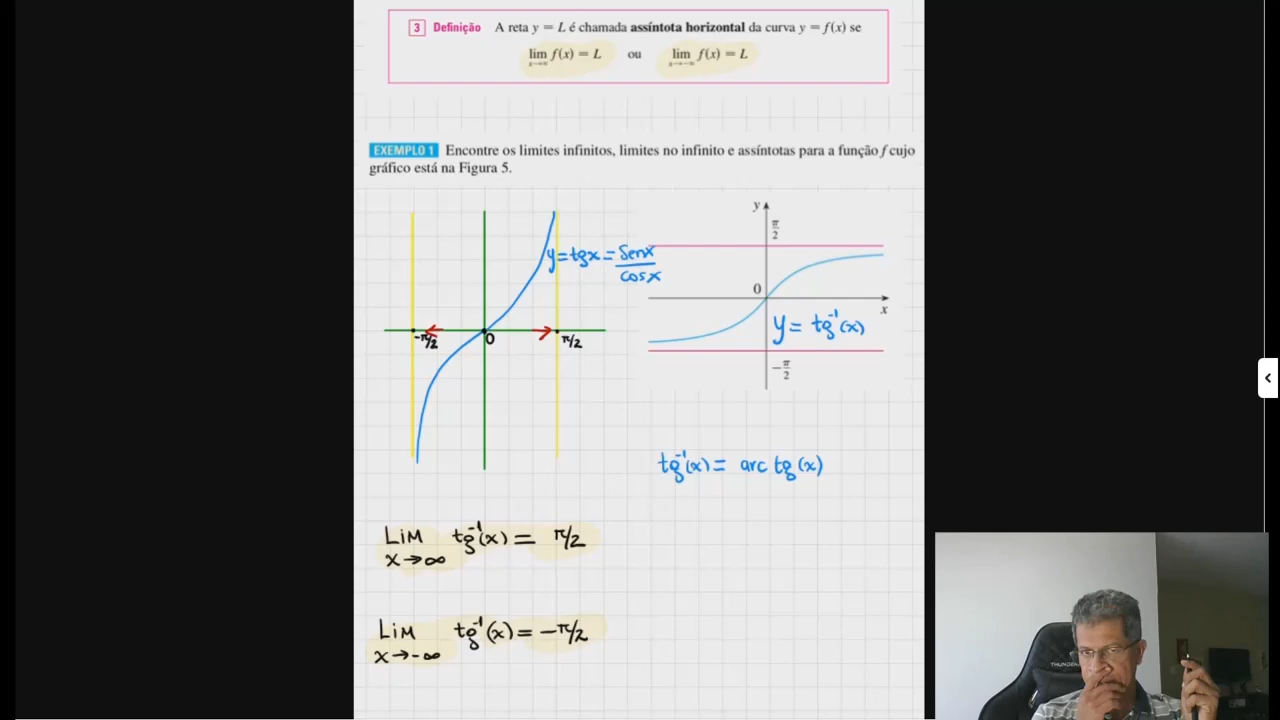 3 Definição A reta y = L é chamada assíntota horizontal da curva y = f(x) se
lim x→∞ f(x) = L ou lim x→−∞ f(x) = L
EXEMPLO 1 Encontre os limites infinitos, limites no infinito e assíntotas para a função f cujo
gráfico está na Figura 5.
y = tgx = senx/cosx
-π/2
0
π/2
y
π/2
0
x
y = tg⁻¹(x)
−π/2
tg⁻¹(x) = arc tg(x)
Lim x→∞ tg⁻¹(x) = π/2
Lim x→-∞ tg⁻¹(x) = −π/2